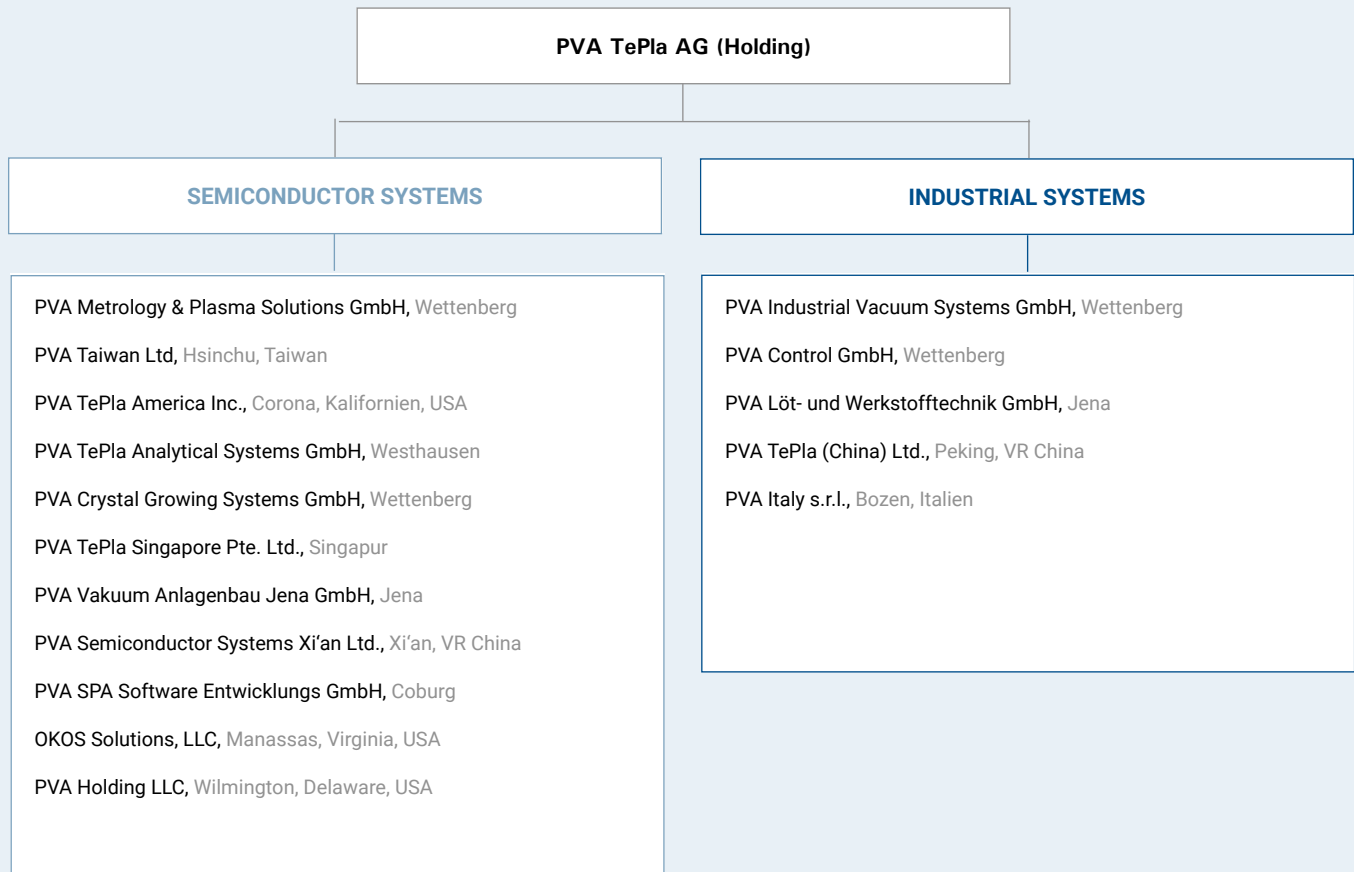 PVA TePla AG (Holding)
SEMICONDUCTOR SYSTEMS
PVA Metrology & Plasma Solutions GmbH, Wettenberg
PVA Taiwan Ltd, Hsinchu, Taiwan
PVA TePla America Inc., Corona, Kalifornien, USA
PVA TePla Analytical Systems GmbH, Westhausen
PVA Crystal Growing Systems GmbH, Wettenberg
PVA TePla Singapore Pte. Ltd., Singapur
PVA Vakuum Anlagenbau Jena GmbH, Jena
PVA Semiconductor Systems Xi‘an Ltd., Xi‘an, VR China
PVA SPA Software Entwicklungs GmbH, Coburg
OKOS Solutions, LLC, Manassas, Virginia, USA
PVA Holding LLC, Wilmington, Delaware, USA
INDUSTRIAL SYSTEMS
PVA Industrial Vacuum Systems GmbH, Wettenberg
PVA Control GmbH, Wettenberg
PVA Löt- und Werkstofftechnik GmbH, Jena
PVA TePla (China) Ltd., Peking, VR China
PVA Italy s.r.l., Bozen, Italien